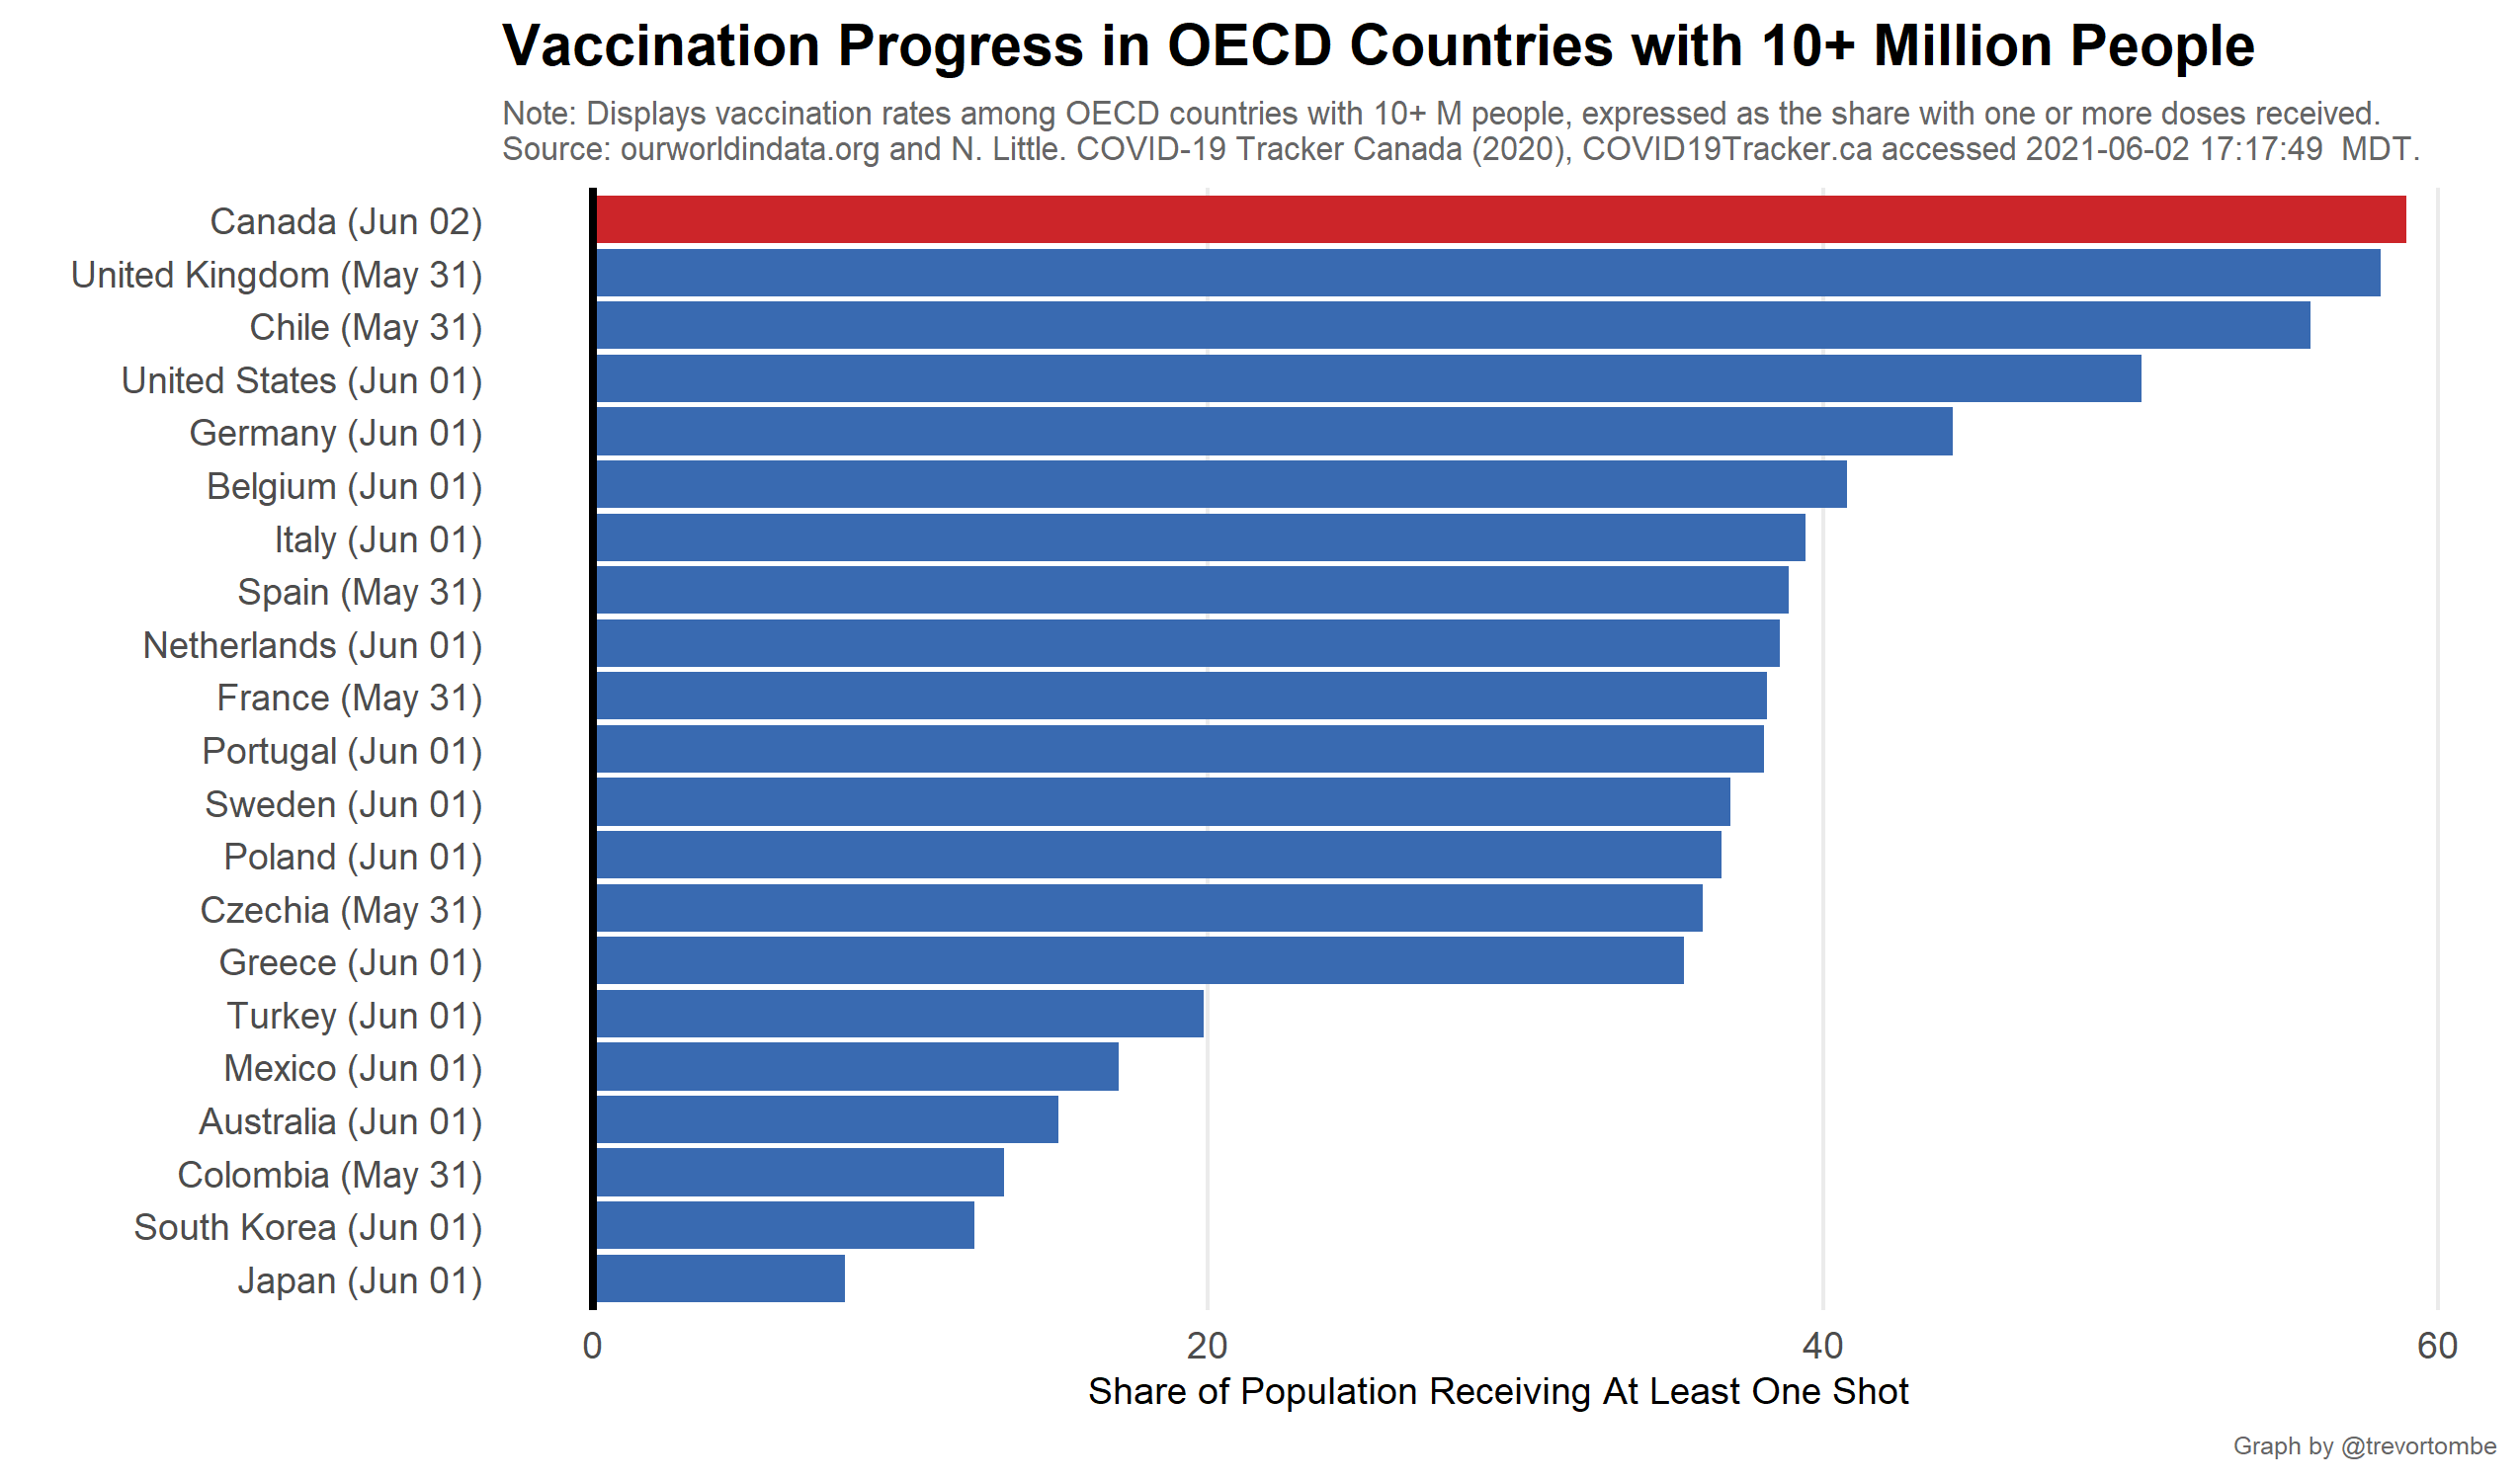 Vaccination Progress in OECD Countries with 10+ Million People
Note: Displays vaccination rates among OECD countries with 10+ M people, expressed as the share with one or more doses received.
Source: ourworldindata.org and N. Little. COVID-19 Tracker Canada (2020), COVID19Tracker.ca accessed 2021-06-02 17:17:49  MDT.
Canada (Jun 02)
United Kingdom (May 31)
Chile (May 31)
United States (Jun 01)
Germany (Jun 01)
Belgium (Jun 01)
Italy (Jun 01)
Spain (May 31)
Netherlands (Jun 01)
France (May 31)
Portugal (Jun 01)
Sweden (Jun 01)
Poland (Jun 01)
Czechia (May 31)
Greece (Jun 01)
Turkey (Jun 01)
Mexico (Jun 01)
Australia (Jun 01)
Colombia (May 31)
South Korea (Jun 01)
Japan (Jun 01)
0 20 40 60
Share of Population Receiving At Least One Shot
Graph by @trevortombe